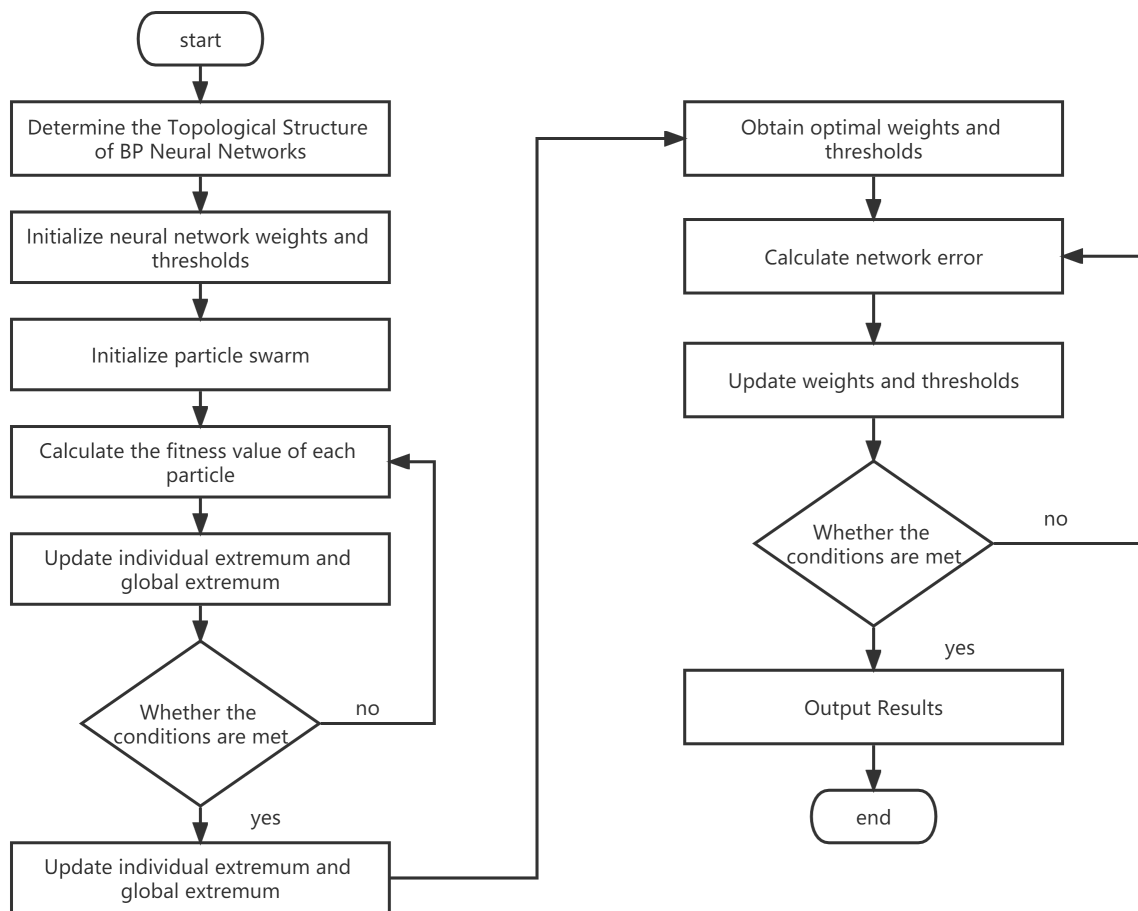 start
Determine the Topological Structure
of BP Neural Networks
Initialize neural network weights and
thresholds
Initialize particle swarm
Calculate the fitness value of each
particle
Update individual extremum and
global extremum
Whether the
conditions are met
no
yes
Update individual extremum and
global extremum
Obtain optimal weights and
thresholds
Calculate network error
Update weights and thresholds
Whether the
conditions are met
no
yes
Output Results
end